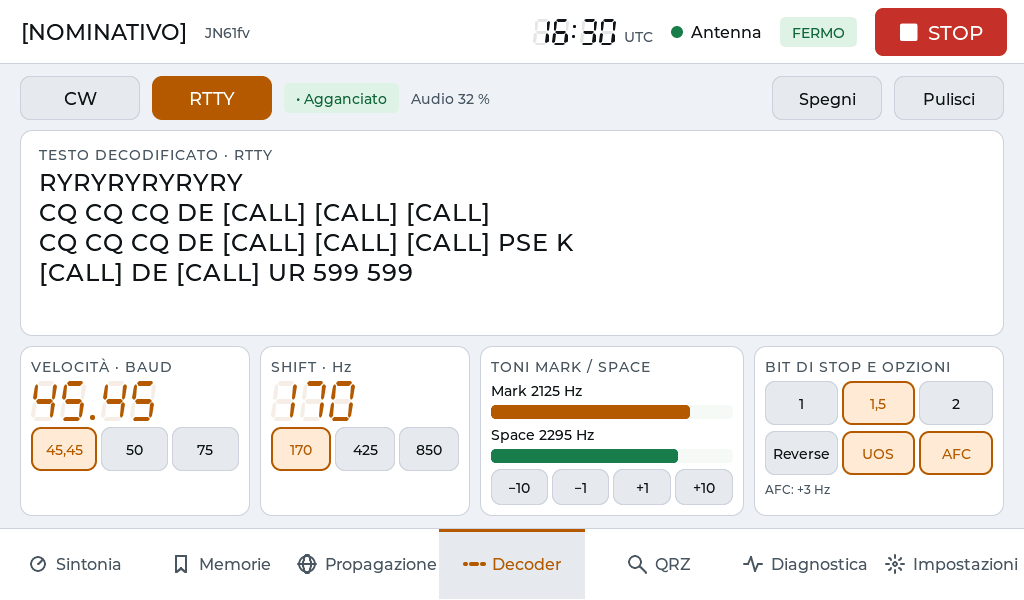 [NOMINATIVO] JN61fv 16:30 UTC Antenna FERMO STOP
CW RTTY • Agganciato Audio 32 % Spegni Pulisci
TESTO DECODIFICATO · RTTY
RYRYRYRYRYRY
CQ CQ CQ DE [CALL] [CALL] [CALL]
CQ CQ CQ DE [CALL] [CALL] [CALL] PSE K
[CALL] DE [CALL] UR 599 599
VELOCITÀ · BAUD
45.45
45,45 50 75
SHIFT · Hz
170
170 425 850
TONI MARK / SPACE
Mark 2125 Hz
Space 2295 Hz
−10 −1 +1 +10
BIT DI STOP E OPZIONI
1 1,5 2
Reverse UOS AFC
AFC: +3 Hz
Sintonia Memorie Propagazione Decoder QRZ Diagnostica Impostazioni